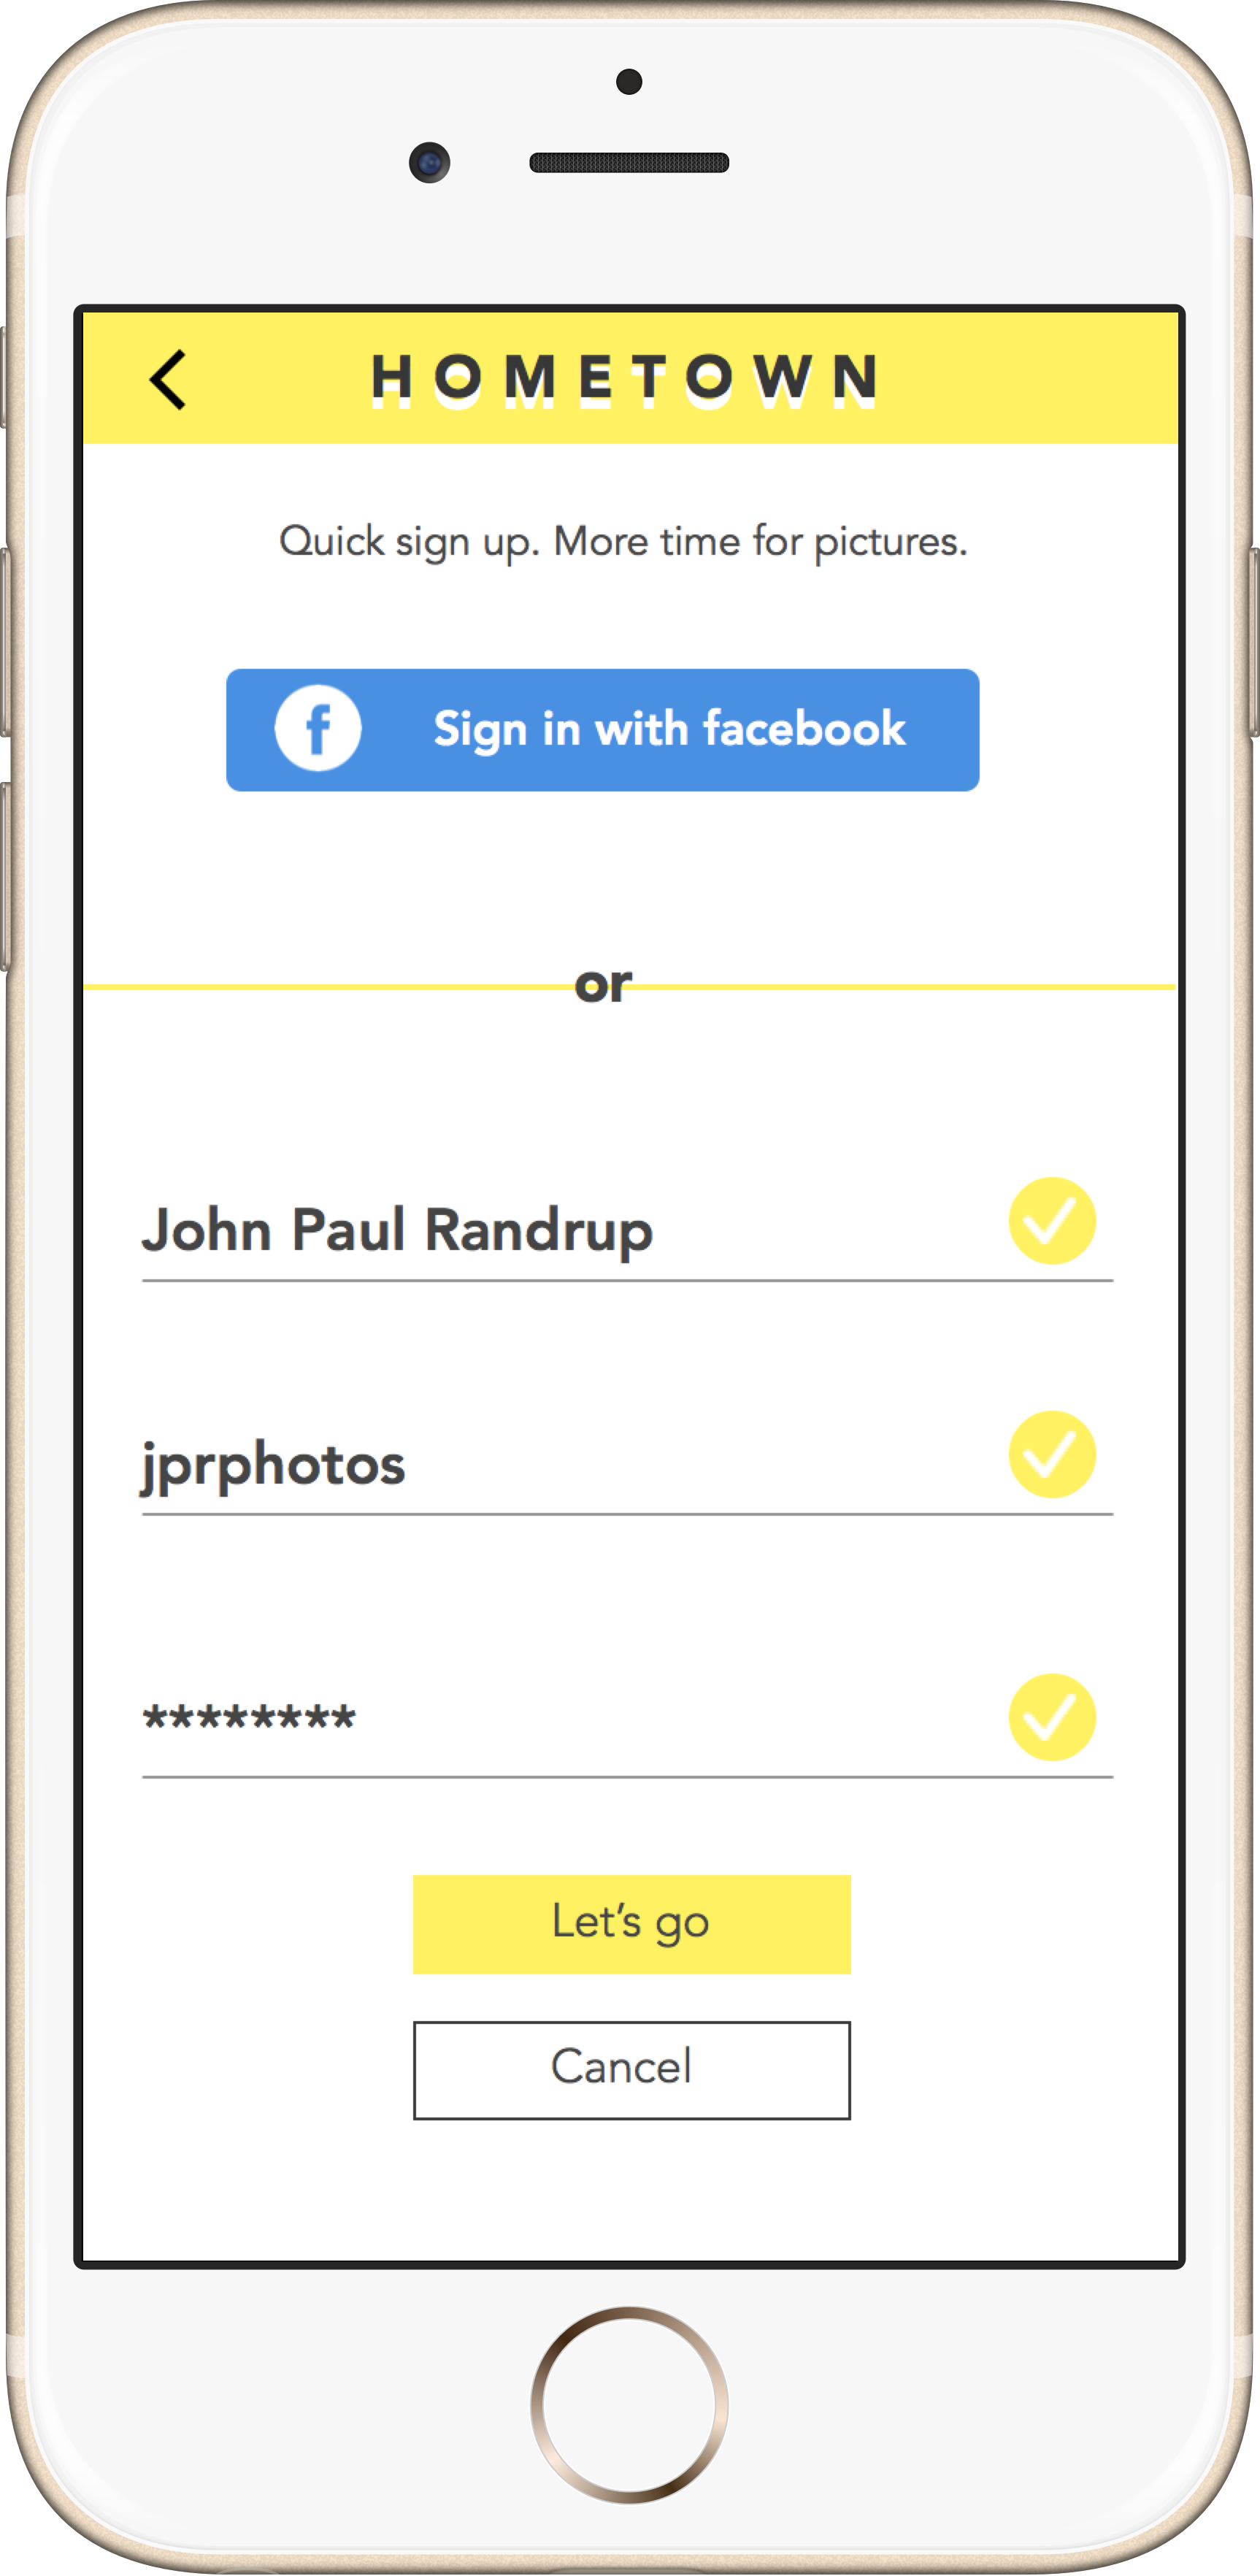 HOMETOWN
Quick sign up. More time for pictures.
f Sign in with facebook
or
John Paul Randrup
jprphotos
********
Let’s go
Cancel